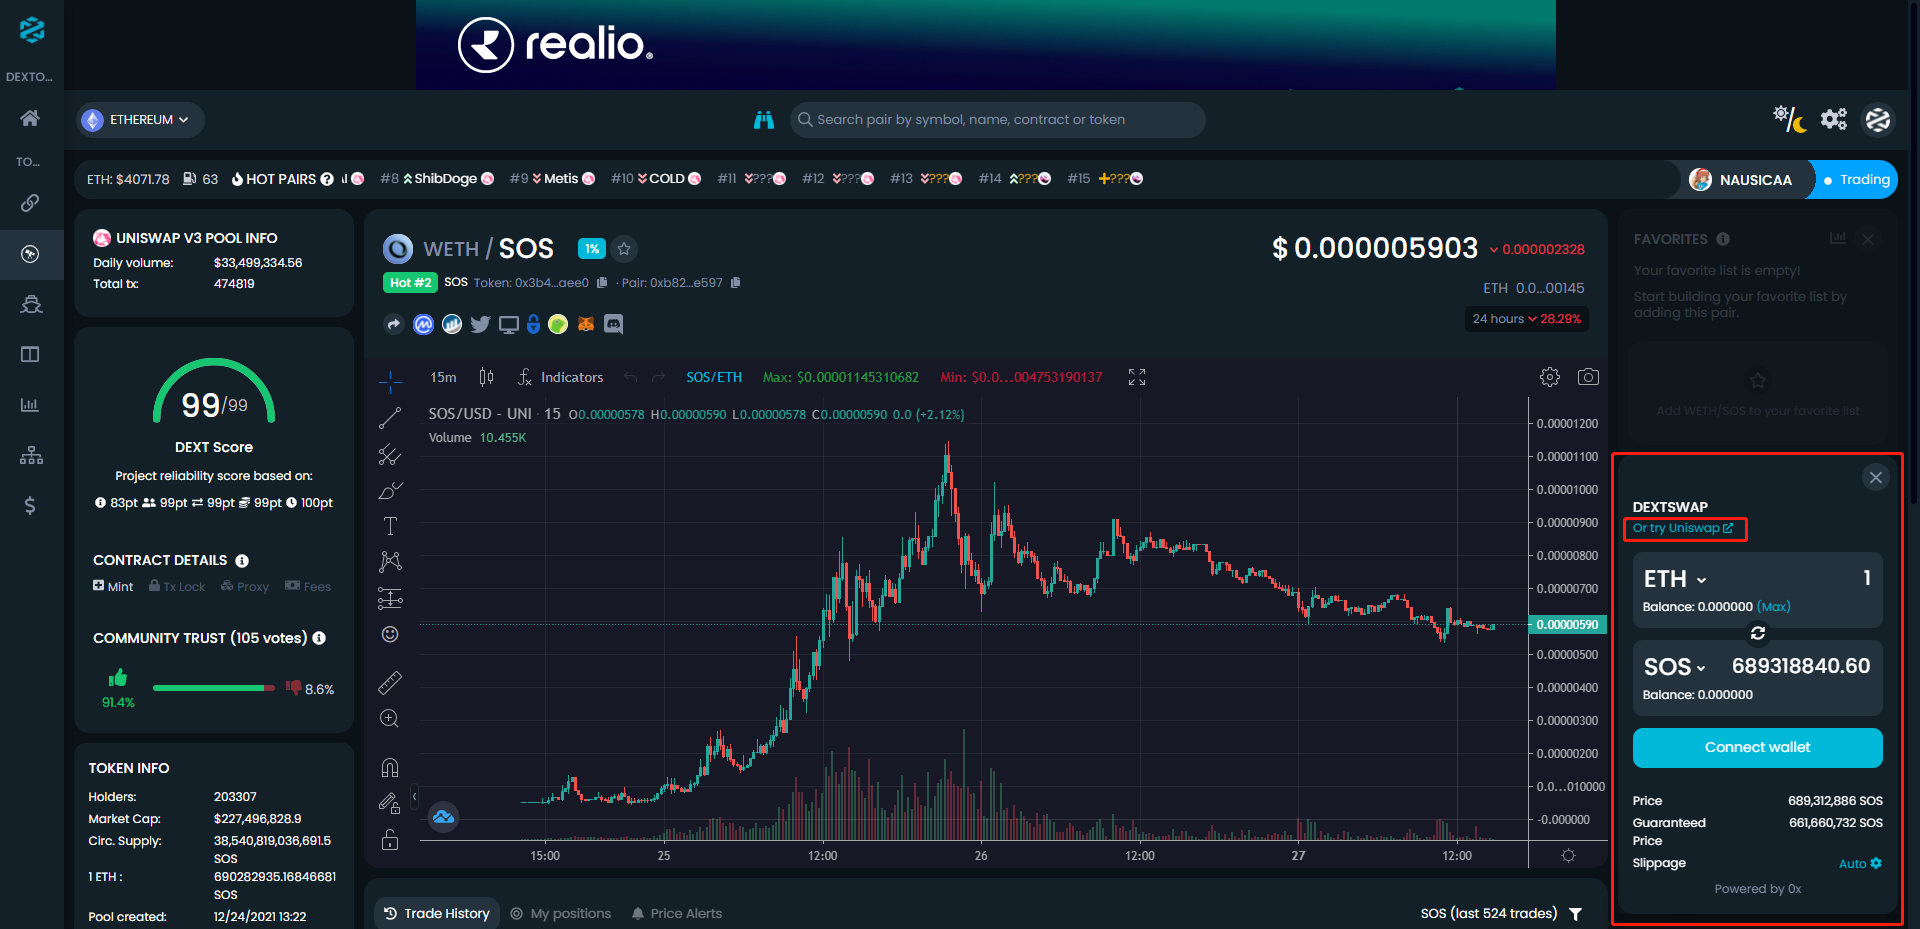 realio.
DEXTO...
TO...
ETHEREUM
Search pair by symbol, name, contract or token
ETH: $4071.78 63 HOT PAIRS #8 ShibDoge #9 Metis #10 COLD #11 ??? #12 ??? #13 ??? #14 ??? #15 ??? NAUSICAA Trading
UNISWAP V3 POOL INFO
Daily volume: $33,499,334.56
Total tx: 474819
99/99
DEXT Score
Project reliability score based on:
83pt 99pt 99pt 99pt 100pt
CONTRACT DETAILS
Mint Tx Lock Proxy Fees
COMMUNITY TRUST (105 votes)
91.4% 8.6%
TOKEN INFO
Holders: 203307
Market Cap: $227,496,828.9
Circ. Supply: 38,540,819,036,691.5
SOS
1 ETH : 690282935.16846681
SOS
Pool created: 12/24/2021 13:22
WETH / SOS 1%
$ 0.000005903 0.000002328
Hot #2 SOS Token: 0x3b4...aee0 · Pair: 0xb82...e597
ETH 0.0...00145
24 hours 28.29%
15m Indicators SOS/ETH Max: $0.00001145310682 Min: $0.0...004753190137
SOS/USD - UNI · 15 O0.00000578 H0.00000590 L0.00000578 C0.00000590 0.0 (+2.12%)
Volume 10.455K
0.00001200
0.00001100
0.00001000
0.00000900
0.00000800
0.00000700
0.00000590
0.00000500
0.00000400
0.00000300
0.00000200
0.0...010000
-0.000000
15:00 25 12:00 26 12:00 27 12:00
Trade History My positions Price Alerts SOS (last 524 trades)
FAVORITES
Your favorite list is empty!
Start building your favorite list by
adding this pair.
Add WETH/SOS to your favorite list
DEXTSWAP
Or try Uniswap
ETH 1
Balance: 0.000000 (Max)
SOS 689318840.60
Balance: 0.000000
Connect wallet
Price 689,312,886 SOS
Guaranteed 661,660,732 SOS
Price
Slippage Auto
Powered by 0x